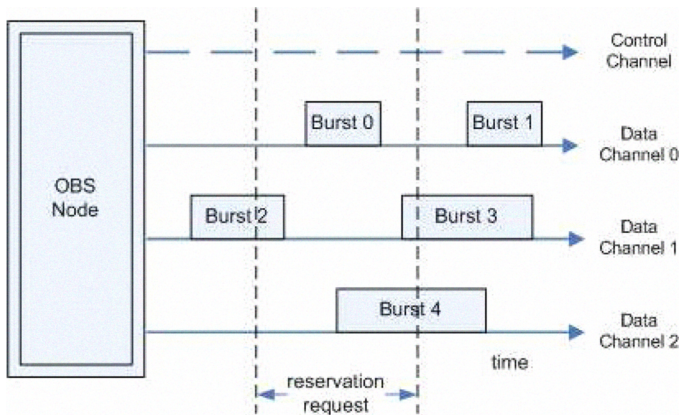 Control
Channel
Burst 0
Burst 1
Data
Channel 0
OBS
Node
Burst 2
Burst 3
Data
Channel 1
Burst 4
Data
Channel 2
time
reservation
request